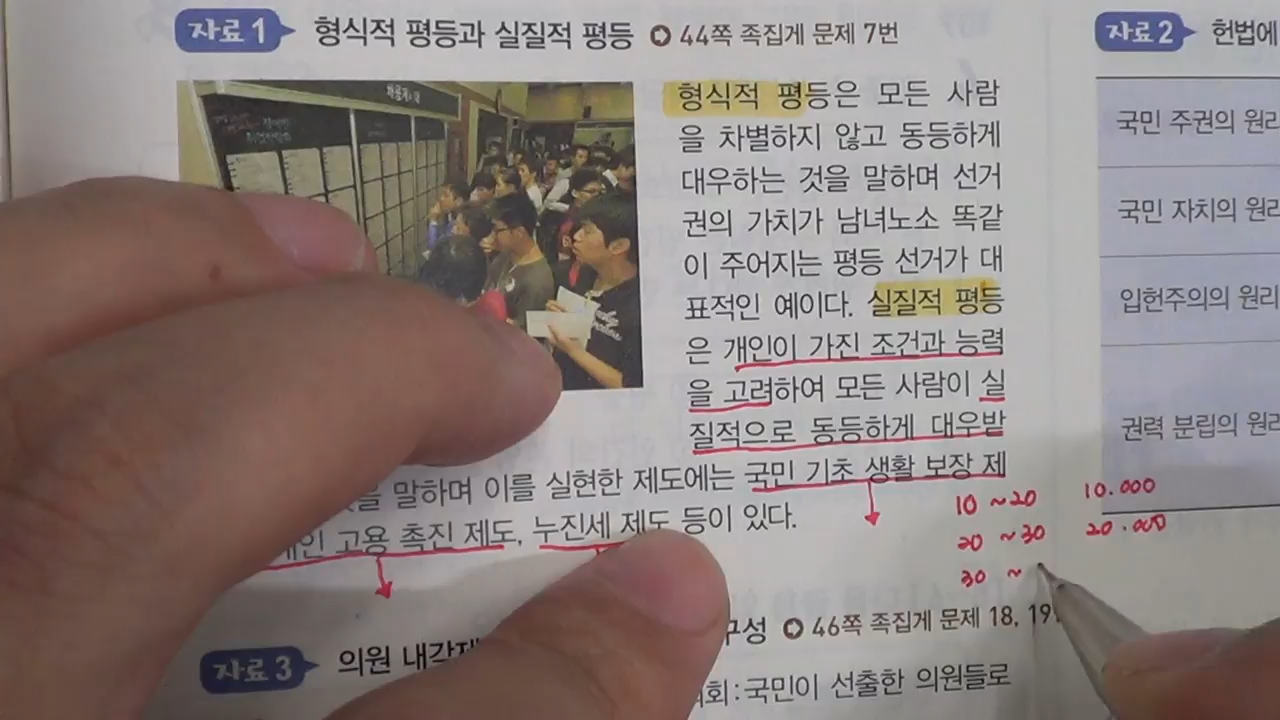 자료 1 형식적 평등과 실질적 평등 ➲ 44쪽 족집게 문제 7번
형식적 평등은 모든 사람
을 차별하지 않고 동등하게
대우하는 것을 말하며 선거
권의 가치가 남녀노소 똑같
이 주어지는 평등 선거가 대
표적인 예이다. 실질적 평등
은 개인이 가진 조건과 능력
을 고려하여 모든 사람이 실
질적으로 동등하게 대우받
말하며 이를 실현한 제도에는 국민 기초 생활 보장 제
고용 촉진 제도, 누진세 제도 등이 있다.
10 ~20 10.000
20 ~30 20.000
30 ~
자료 3 의원 내각제
구성 ➲ 46쪽 족집게 문제 18, 19
국민이 선출한 의원들로
자료 2 헌법에
국민 주권의 원리
국민 자치의 원리
입헌주의의 원리
권력 분립의 원리